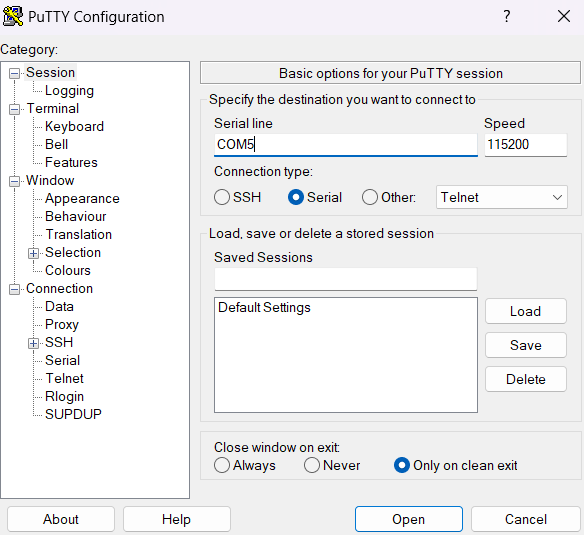 PuTTY Configuration
? ×
Category:
Session
Logging
Terminal
Keyboard
Bell
Features
Window
Appearance
Behaviour
Translation
Selection
Colours
Connection
Data
Proxy
SSH
Serial
Telnet
Rlogin
SUPDUP
Basic options for your PuTTY session
Specify the destination you want to connect to
Serial line Speed
COM5 115200
Connection type:
SSH Serial Other: Telnet
Load, save or delete a stored session
Saved Sessions
Default Settings
Load
Save
Delete
Close window on exit:
Always Never Only on clean exit
About Help Open Cancel